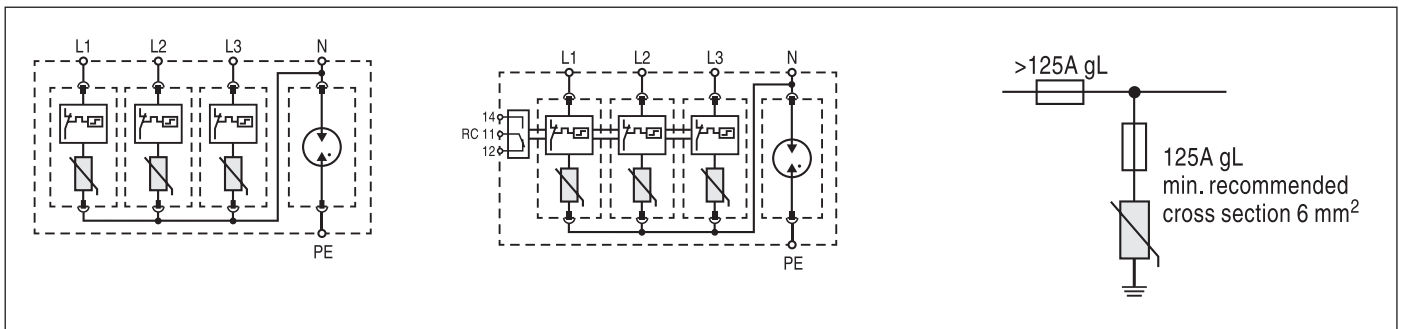 L1 L2 L3 N
PE
L1 L2 L3 N
14
RC 11
12
PE
>125A gL
125A gL
min. recommended
cross section 6 mm²